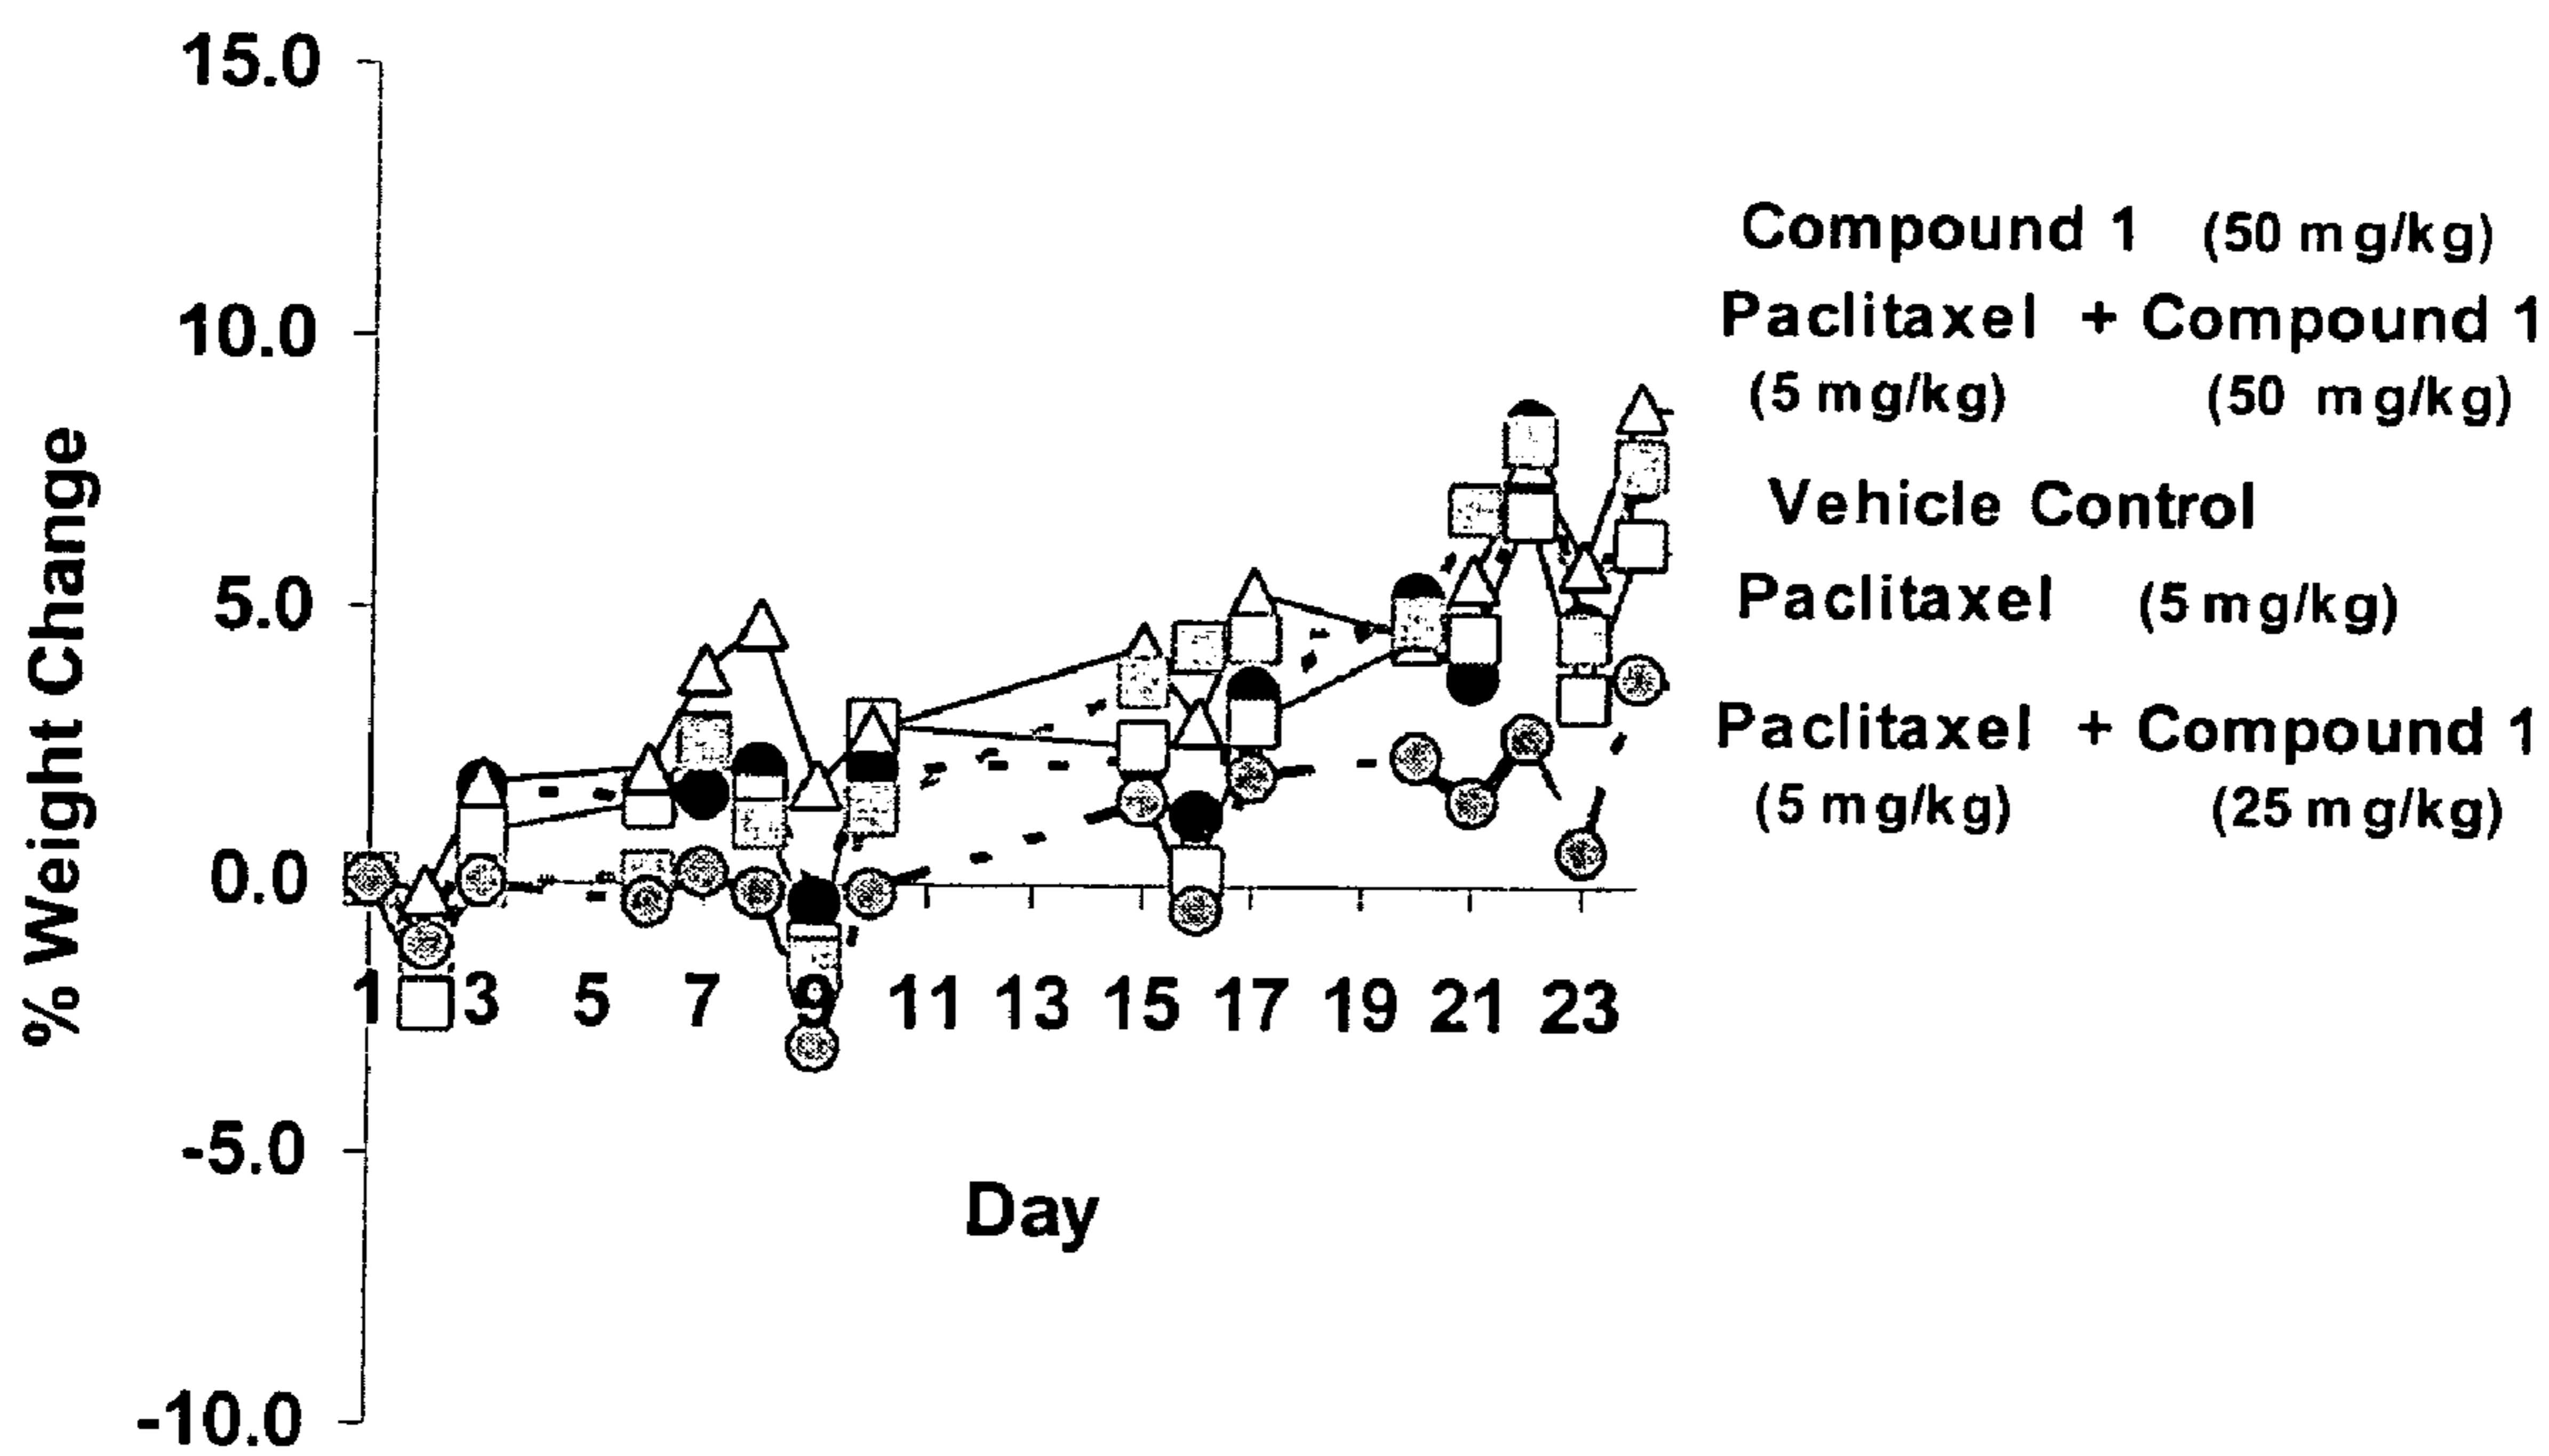 15.0
10.0
5.0
0.0
-5.0
-10.0
% Weight Change
1 3 5 7 9 11 13 15 17 19 21 23
Day
Compound 1 (50 mg/kg)
Paclitaxel + Compound 1
(5 mg/kg) (50 mg/kg)
Vehicle Control
Paclitaxel (5 mg/kg)
Paclitaxel + Compound 1
(5 mg/kg) (25 mg/kg)